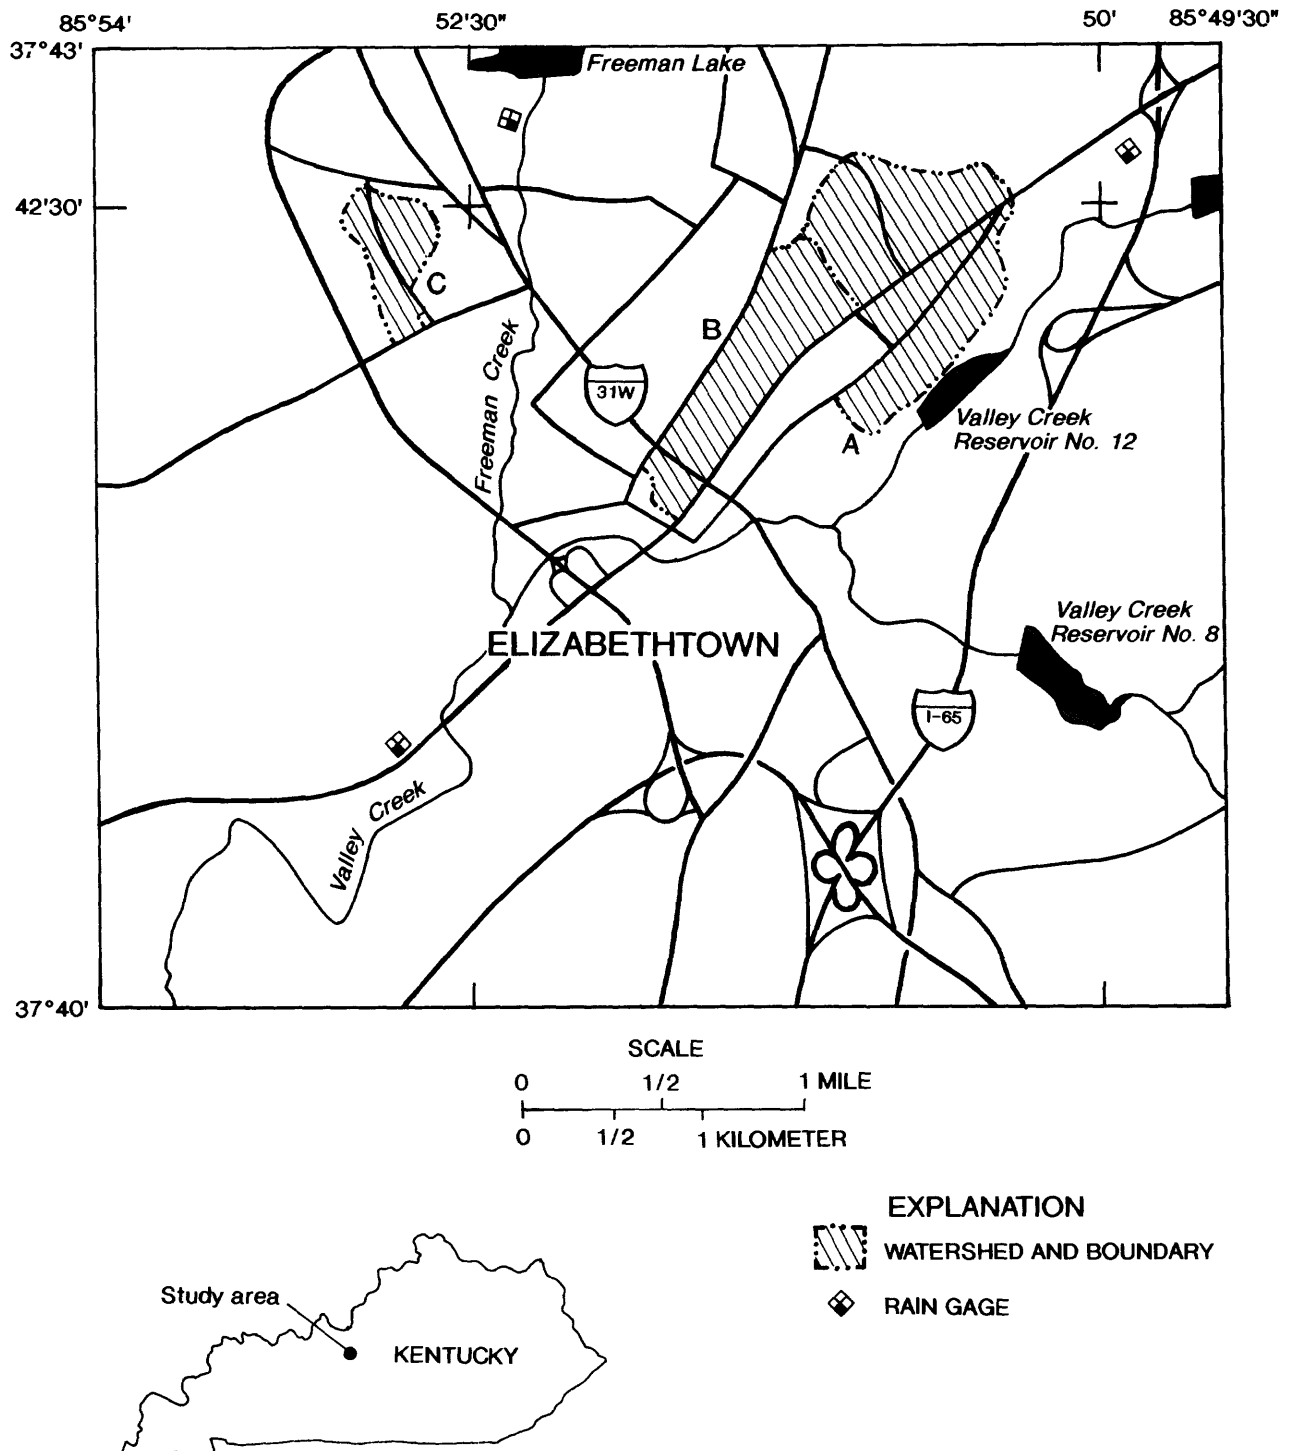 85°54'
52'30"
50'
85°49'30"
37°43'
Freeman Lake
42'30"
C
B
Freeman Creek
31W
A
Valley Creek
Reservoir No. 12
Valley Creek
Reservoir No. 8
ELIZABETHTOWN
I-65
Valley Creek
37°40'
SCALE
0 1/2 1 MILE
0 1/2 1 KILOMETER
EXPLANATION
WATERSHED AND BOUNDARY
RAIN GAGE
Study area
KENTUCKY